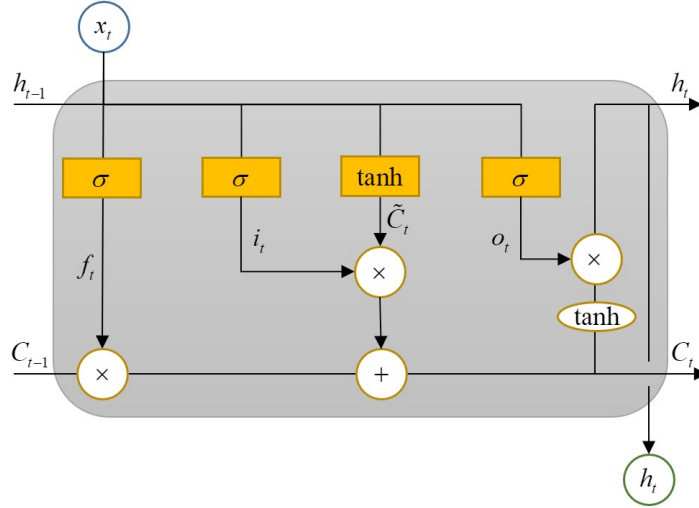 x_t
h_{t-1}
h_t
σ
σ
tanh
σ
f_t
i_t
C̃_t
o_t
×
×
tanh
C_{t-1}
×
+
C_t
h_t